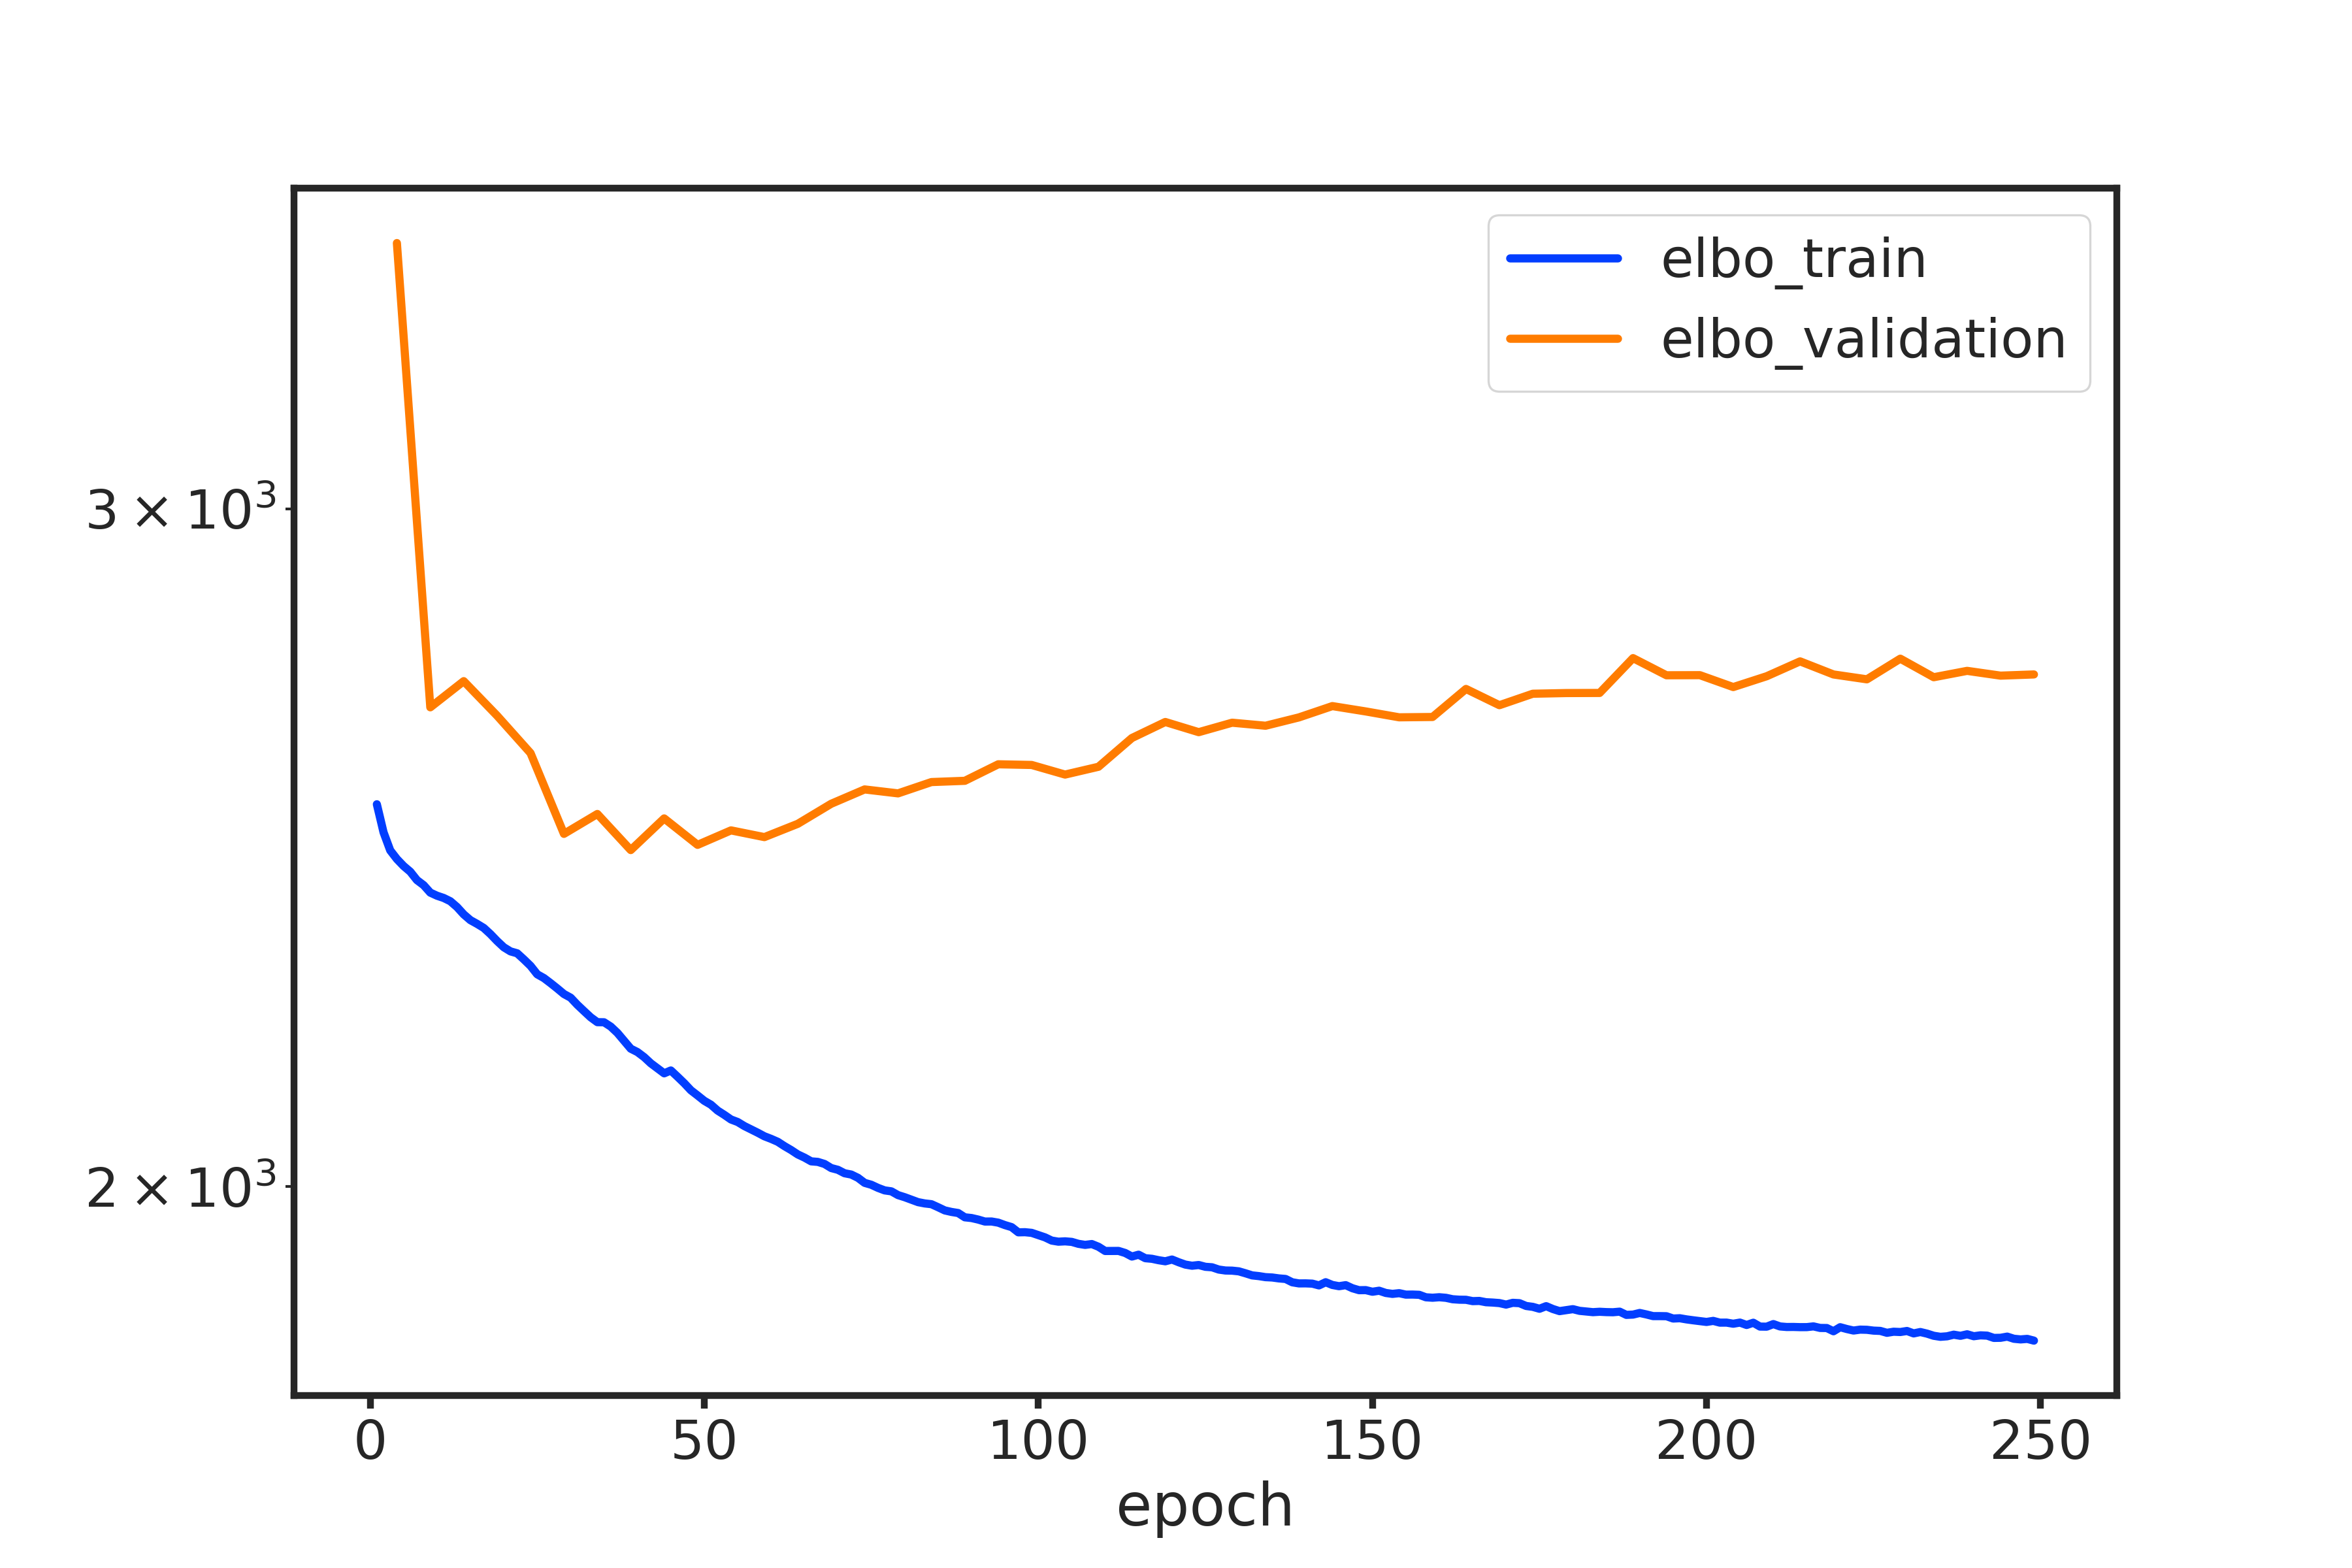 elbo_train
elbo_validation
3 × 10³
2 × 10³
0 50 100 150 200 250
epoch